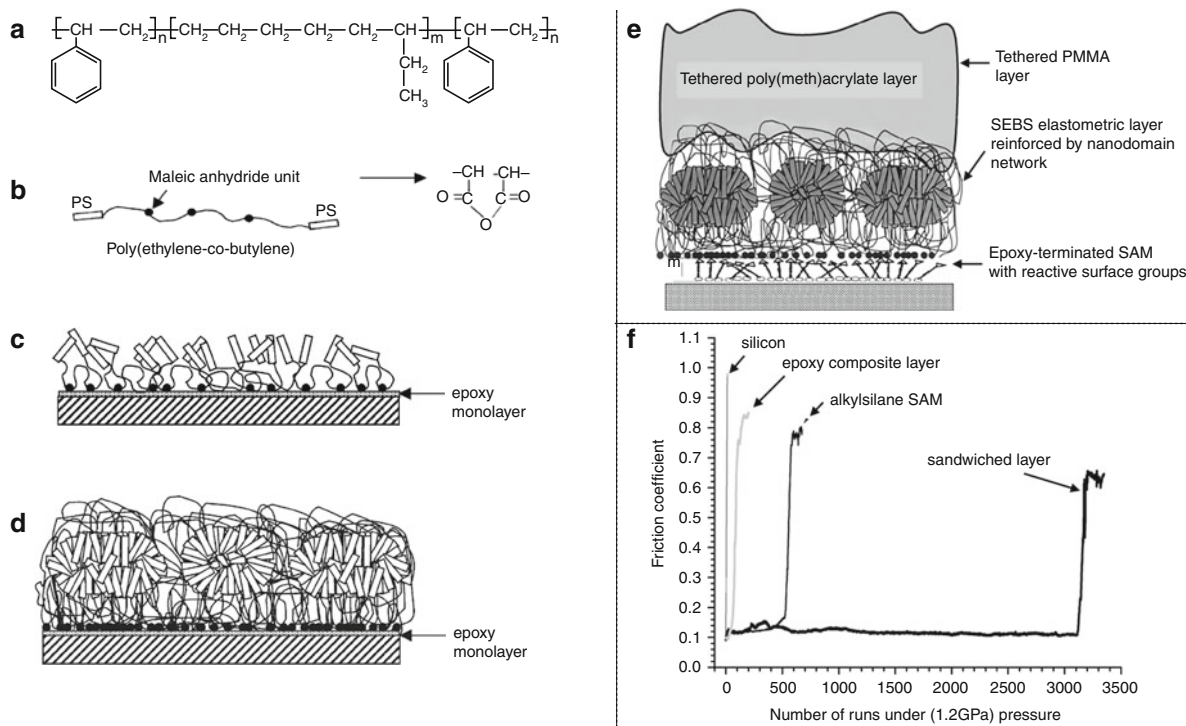 a
[CH—CH₂]n[CH₂—CH₂—CH₂—CH₂—CH₂—CH]m[CH—CH₂]n
CH₂
CH₃
b
Maleic anhydride unit
PS
PS
Poly(ethylene-co-butylene)
—CH CH—
O=C C=O
O
c
epoxy
monolayer
d
epoxy
monolayer
e
Tethered poly(meth)acrylate layer
Tethered PMMA
layer
SEBS elastometric layer
reinforced by nanodomain
network
m
Epoxy-terminated SAM
with reactive surface groups
f
Friction coefficient
1.1
1.0
0.9
0.8
0.7
0.6
0.5
0.4
0.3
0.2
0.1
0.0
silicon
epoxy composite layer
alkylsilane SAM
sandwiched layer
0 500 1000 1500 2000 2500 3000 3500
Number of runs under (1.2GPa) pressure